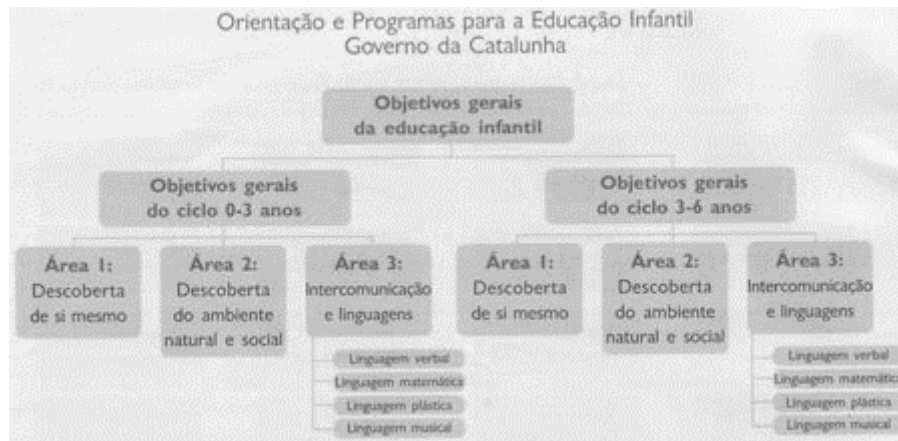 Orientação e Programas para a Educação Infantil
Governo da Catalunha
Objetivos gerais
da educação infantil
Objetivos gerais
do ciclo 0-3 anos
Objetivos gerais
do ciclo 3-6 anos
Área 1:
Descoberta
de si mesmo
Área 2:
Descoberta
do ambiente
natural e social
Área 3:
Intercomunicação
e linguagens
Linguagem verbal
Linguagem matemática
Linguagem plástica
Linguagem musical
Área 1:
Descoberta
de si mesmo
Área 2:
Descoberta
do ambiente
natural e social
Área 3:
Intercomunicação
e linguagens
Linguagem verbal
Linguagem matemática
Linguagem plástica
Linguagem musical